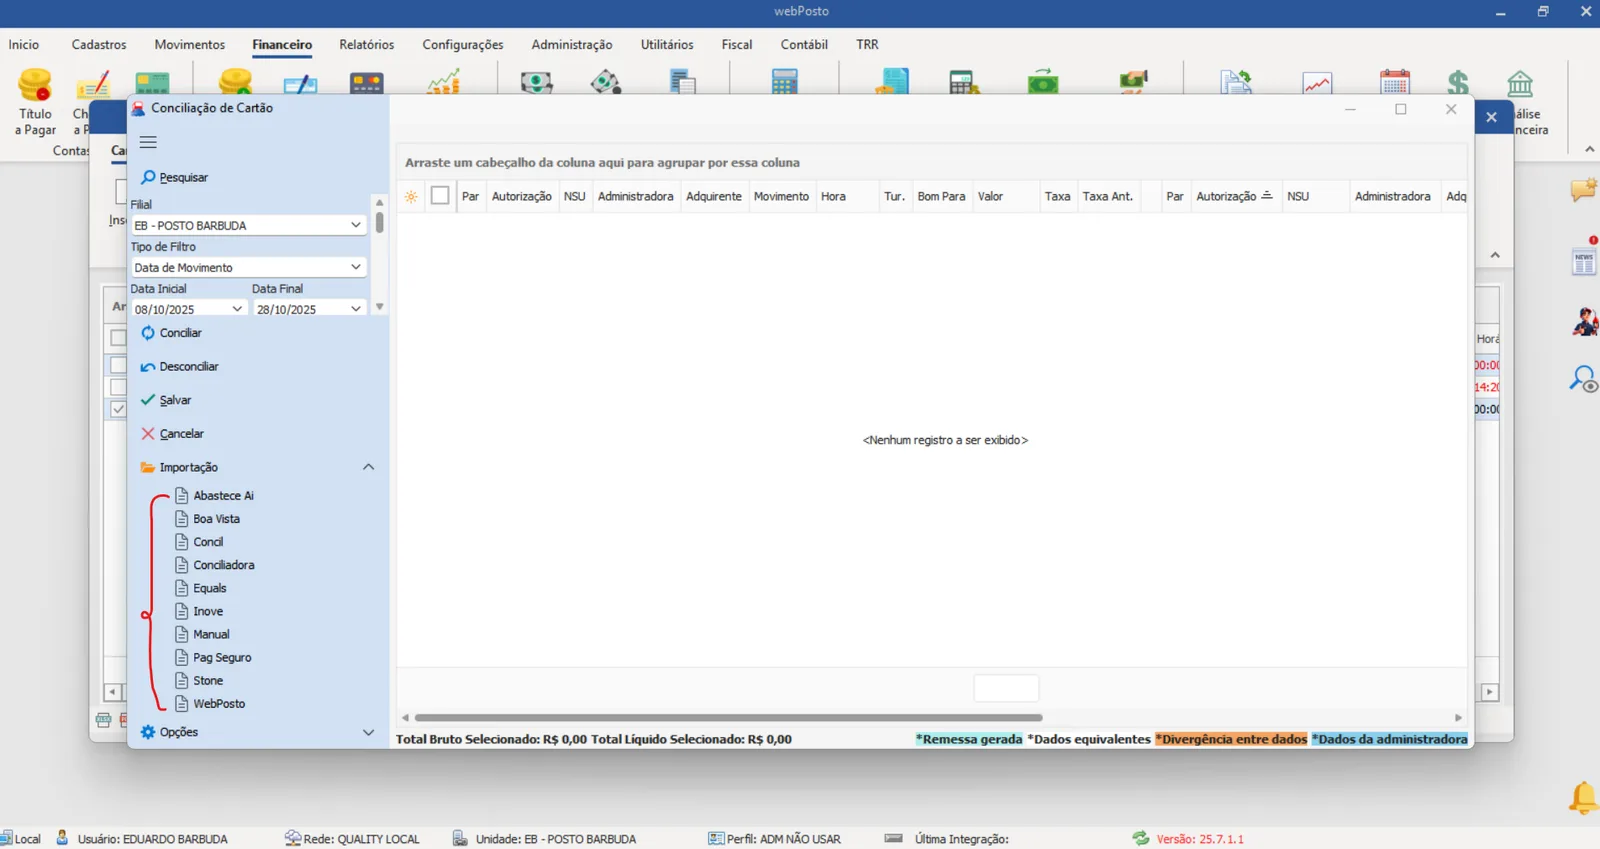 webPosto
Inicio Cadastros Movimentos Financeiro Relatórios Configurações Administração Utilitários Fiscal Contábil TRR
Título
a Pagar
Conciliação de Cartão
Pesquisar
Filial
EB - POSTO BARBUDA
Tipo de Filtro
Data de Movimento
Data Inicial Data Final
08/10/2025 28/10/2025
Conciliar
Desconciliar
Salvar
Cancelar
Importação
Abastece Ai
Boa Vista
Concil
Conciliadora
Equals
Inove
Manual
Pag Seguro
Stone
WebPosto
Opções
Arraste um cabeçalho da coluna aqui para agrupar por essa coluna
Par Autorização NSU Administradora Adquirente Movimento Hora Tur. Bom Para Valor Taxa Taxa Ant. Par Autorização NSU Administradora Adq
<Nenhum registro a ser exibido>
Total Bruto Selecionado: R$ 0,00 Total Líquido Selecionado: R$ 0,00
*Remessa gerada *Dados equivalentes *Divergência entre dados *Dados da administradora
NEWS
Local Usuário: EDUARDO BARBUDA Rede: QUALITY LOCAL Unidade: EB - POSTO BARBUDA Perfil: ADM NÃO USAR Última Integração: Versão: 25.7.1.1